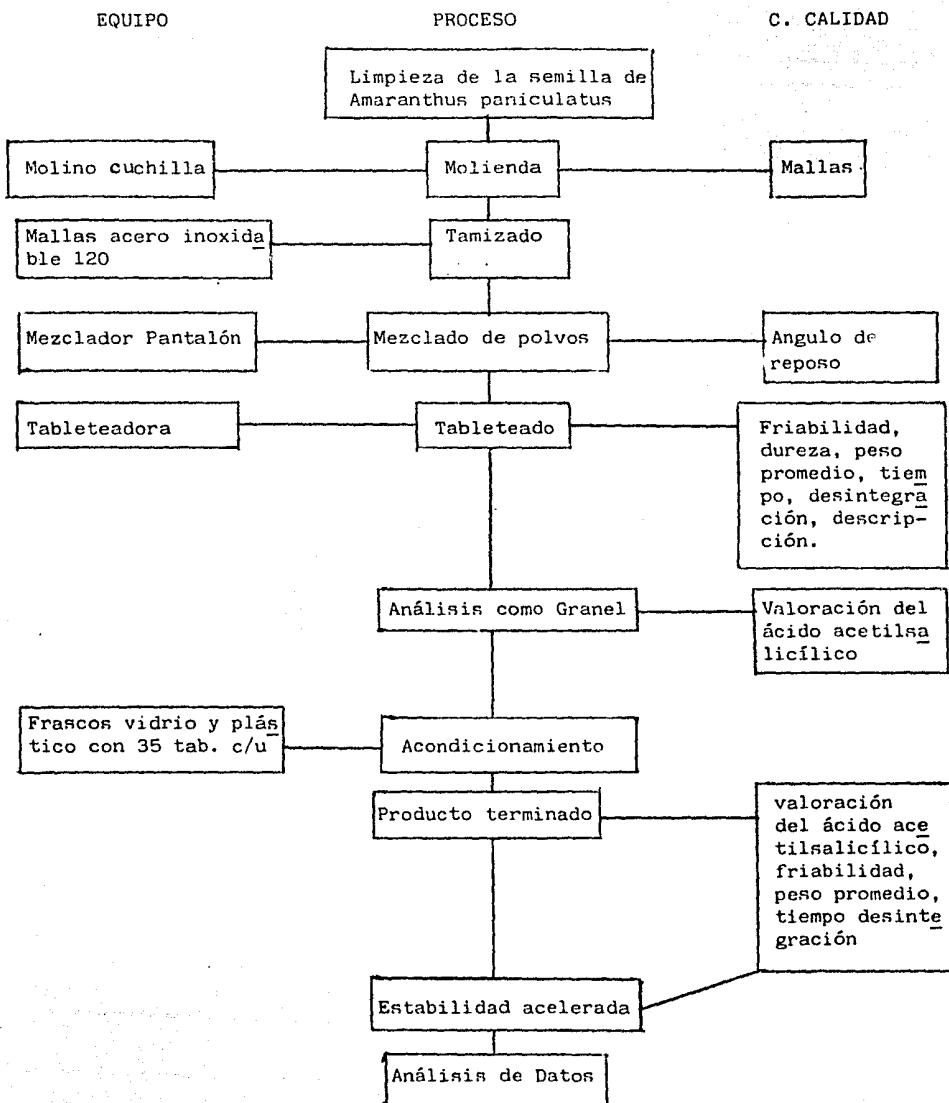 EQUIPO PROCESO C. CALIDAD
Limpieza de la semilla de
Amaranthus paniculatus
Molino cuchilla
Molienda
Mallas
Mallas acero inoxida
ble 120
Tamizado
Mezclador Pantalón
Mezclado de polvos
Angulo de
reposo
Tableteadora
Tableteado
Friabilidad,
dureza, peso
promedio, tiem
po, desintegra
ción, descrip-
ción.
Análisis como Granel
Valoración del
ácido acetilsa
licílico
Frascos vidrio y plás
tico con 35 tab. c/u
Acondicionamiento
Producto terminado
valoración
del ácido ace
tilsalicílico,
friabilidad,
peso promedio,
tiempo desinte
gración
Estabilidad acelerada
Análisis de Datos